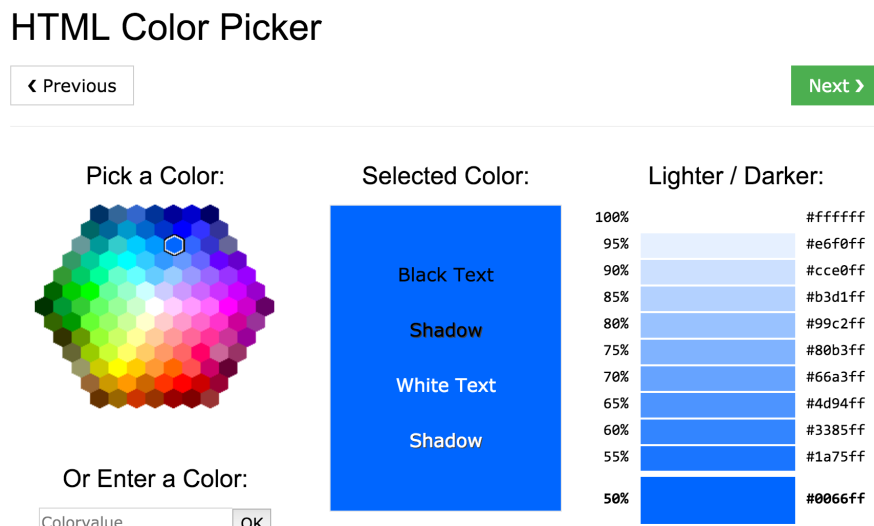 HTML Color Picker
❮ Previous
Next ❯
Pick a Color:
Selected Color:
Lighter / Darker:
Black Text
Shadow
White Text
Shadow
100% #ffffff
95% #e6f0ff
90% #cce0ff
85% #b3d1ff
80% #99c2ff
75% #80b3ff
70% #66a3ff
65% #4d94ff
60% #3385ff
55% #1a75ff
50% #0066ff
Or Enter a Color:
Colorvalue
OK